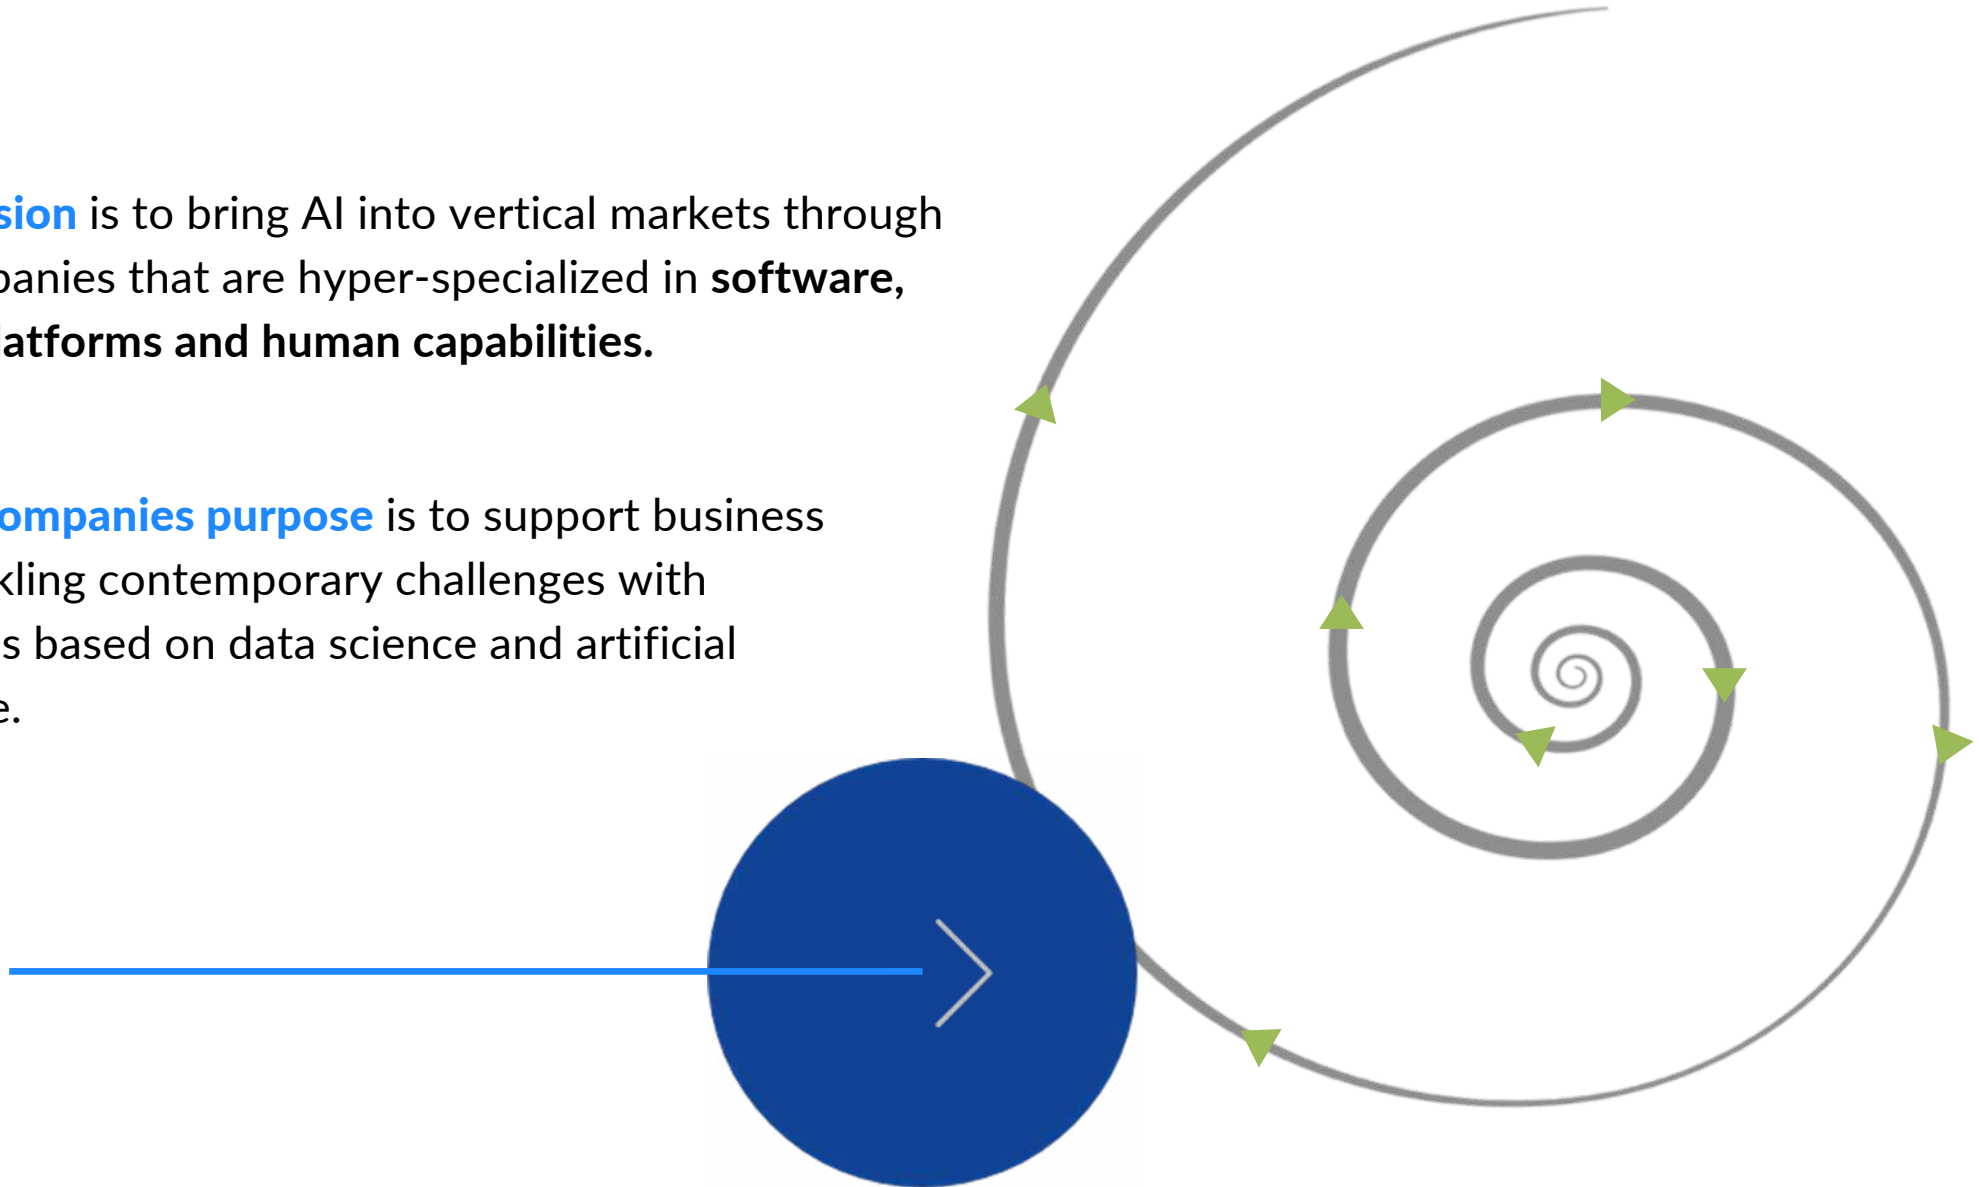 sion is to bring AI into vertical markets through
panies that are hyper-specialized in software,
latforms and human capabilities.
ompanies purpose is to support business
kling contemporary challenges with
s based on data science and artificial
e.